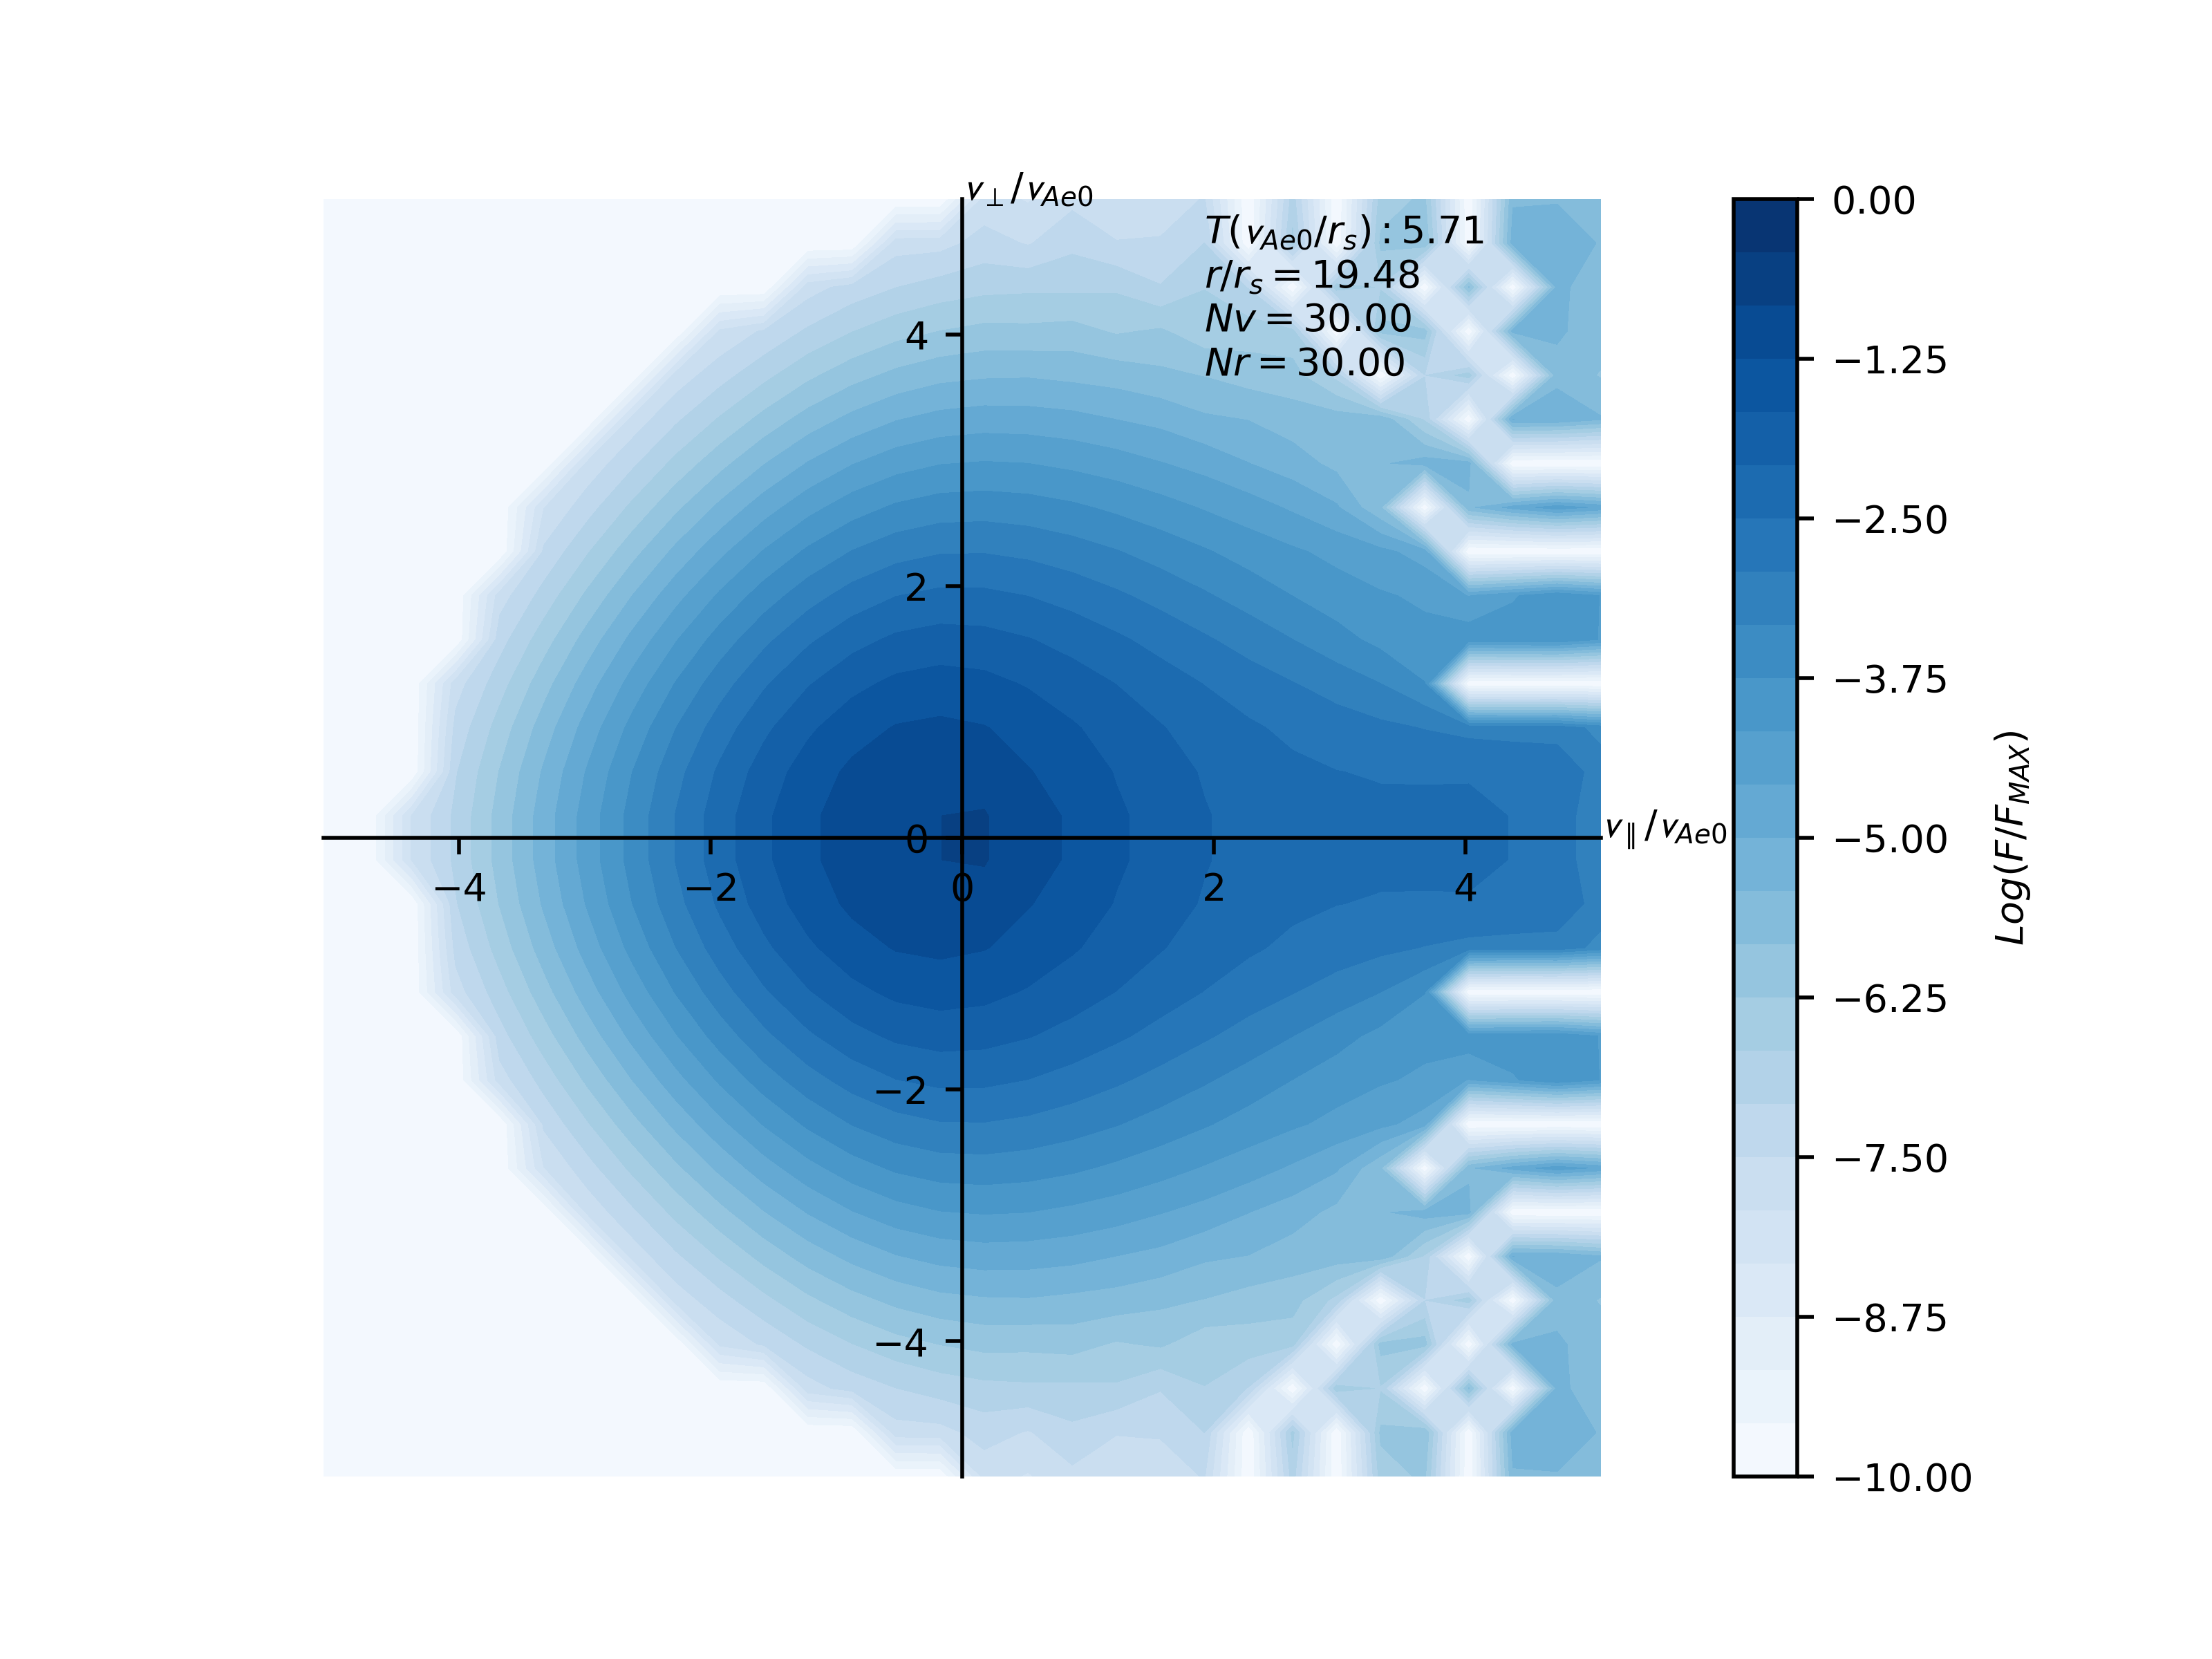 v⊥/vAe0
T(vAe0/rs) : 5.71
r/rs = 19.48
Nv = 30.00
Nr = 30.00
4
2
0
−2
−4
−4
−2
0
2
4
v∥/vAe0
0.00
−1.25
−2.50
−3.75
−5.00
−6.25
−7.50
−8.75
−10.00
Log(F/FMAX)